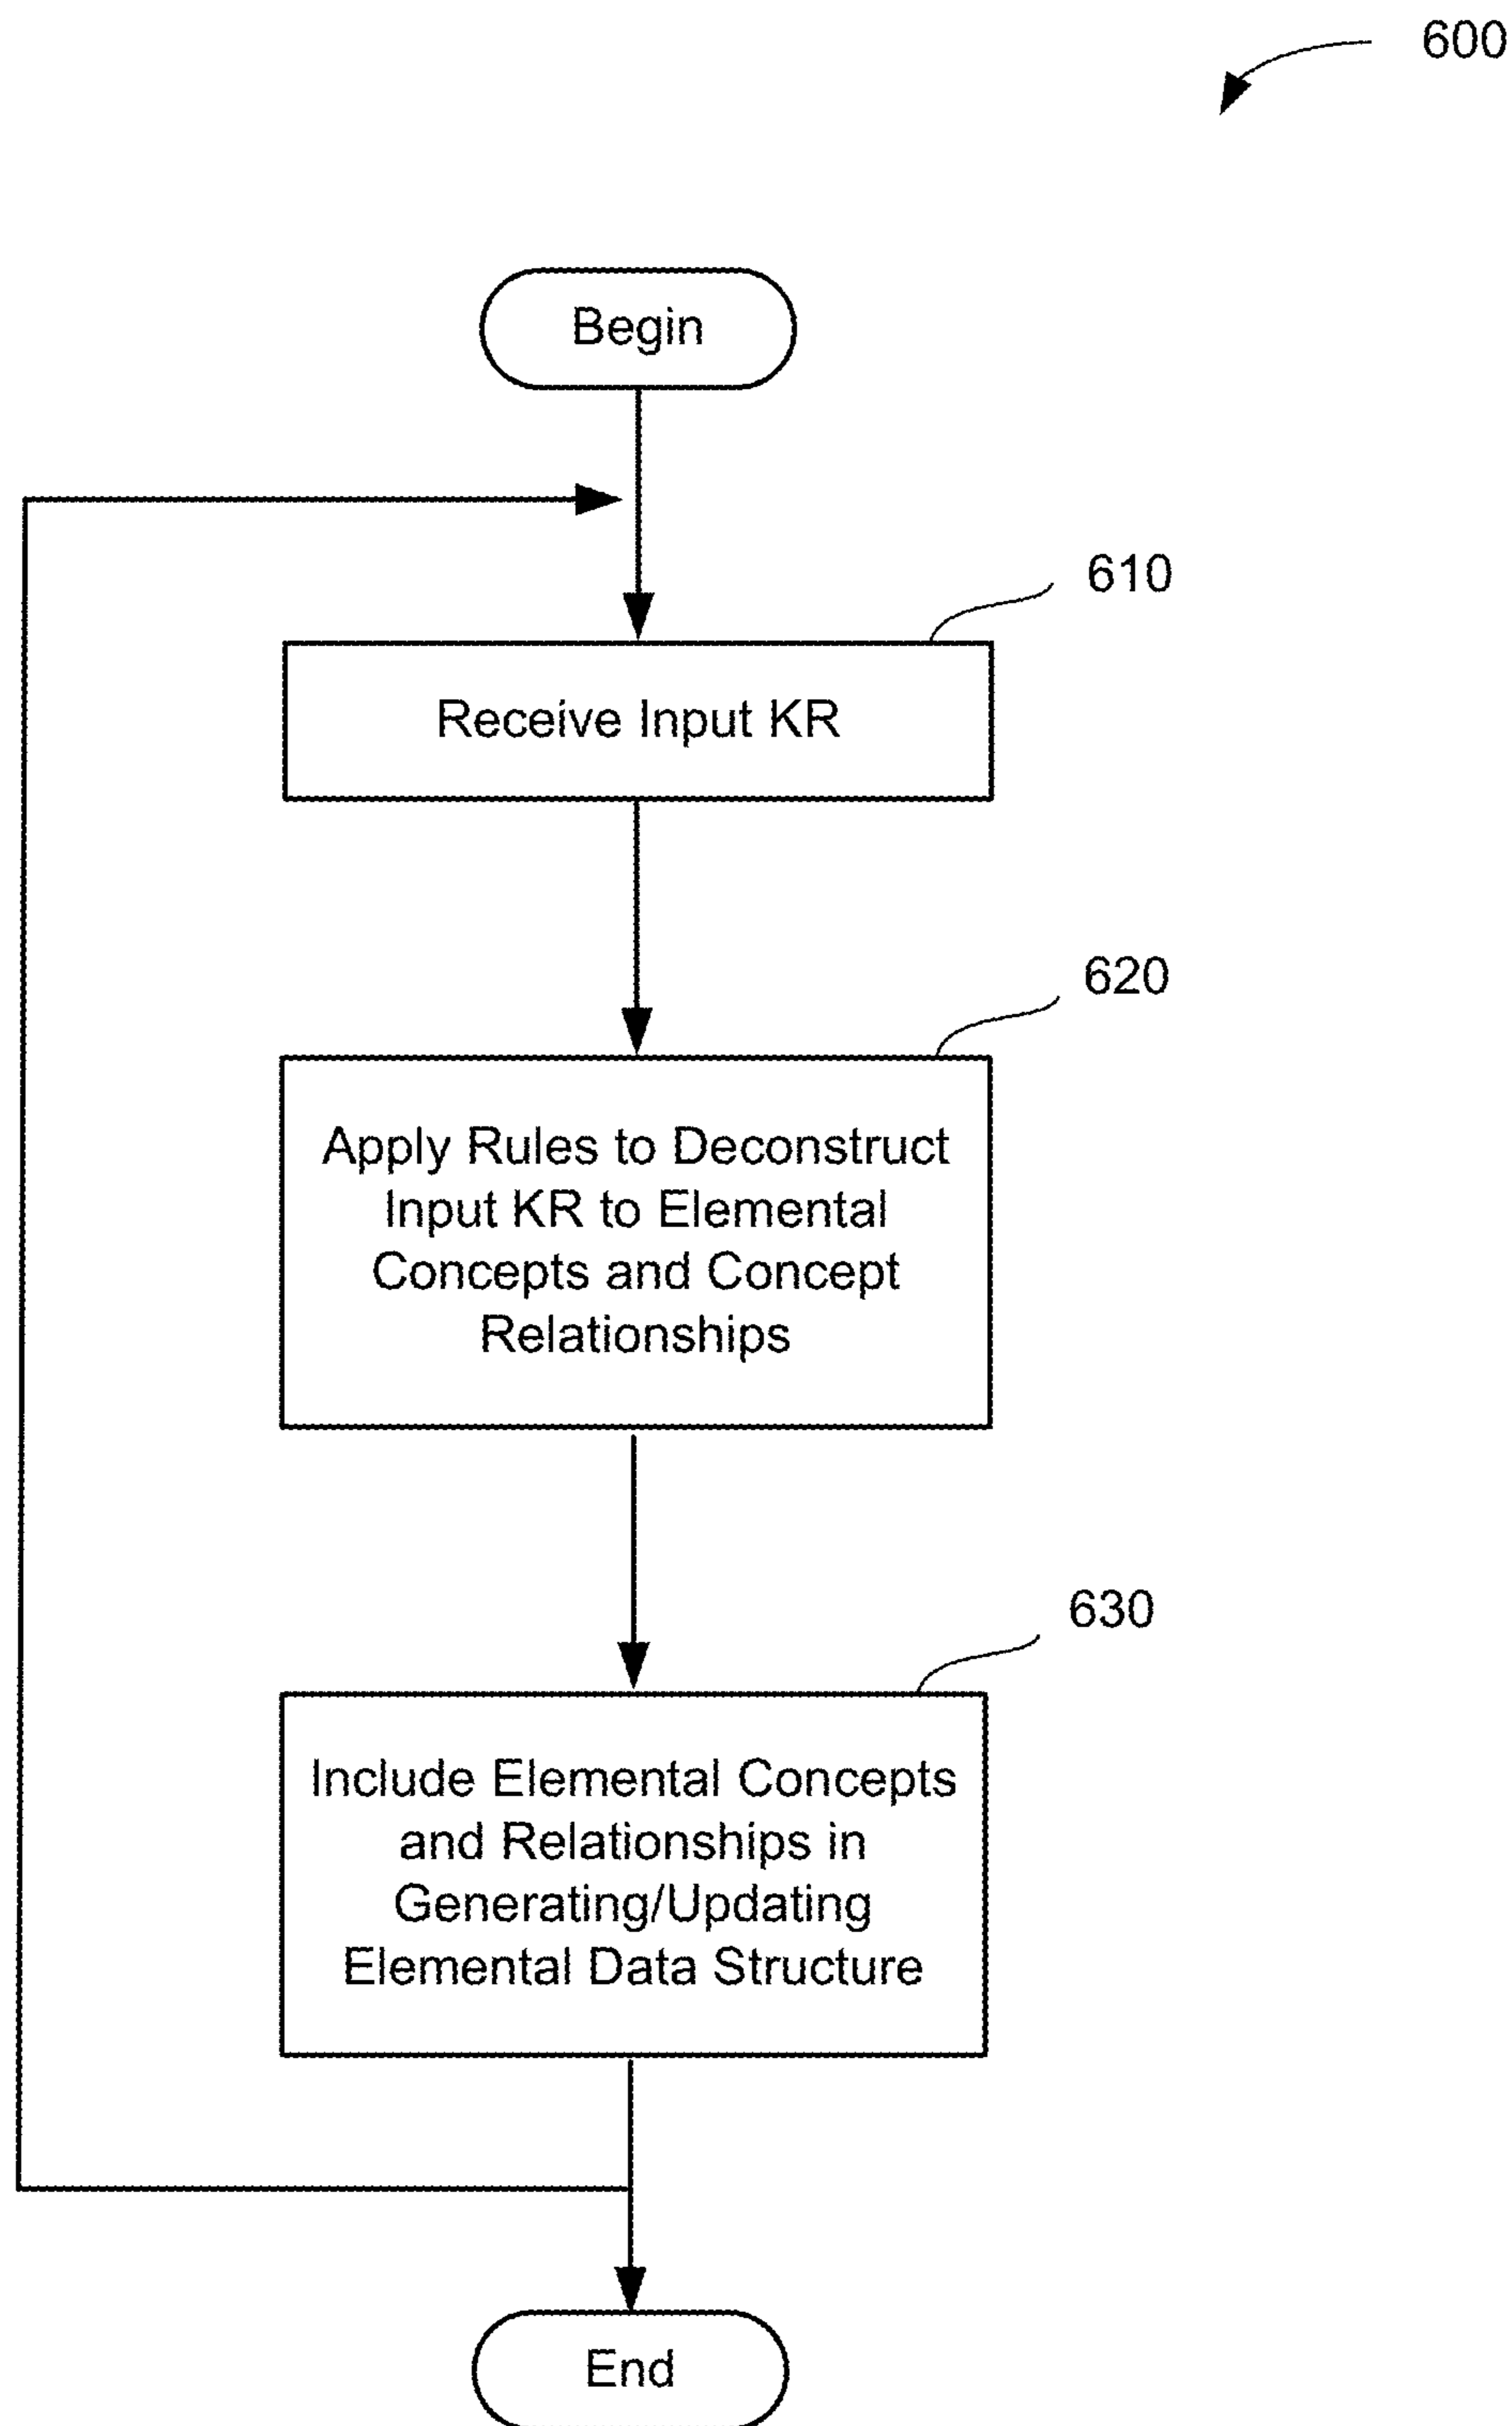 600
Begin
610
Receive Input KR
620
Apply Rules to Deconstruct
Input KR to Elemental
Concepts and Concept
Relationships
630
Include Elemental Concepts
and Relationships in
Generating/Updating
Elemental Data Structure
End